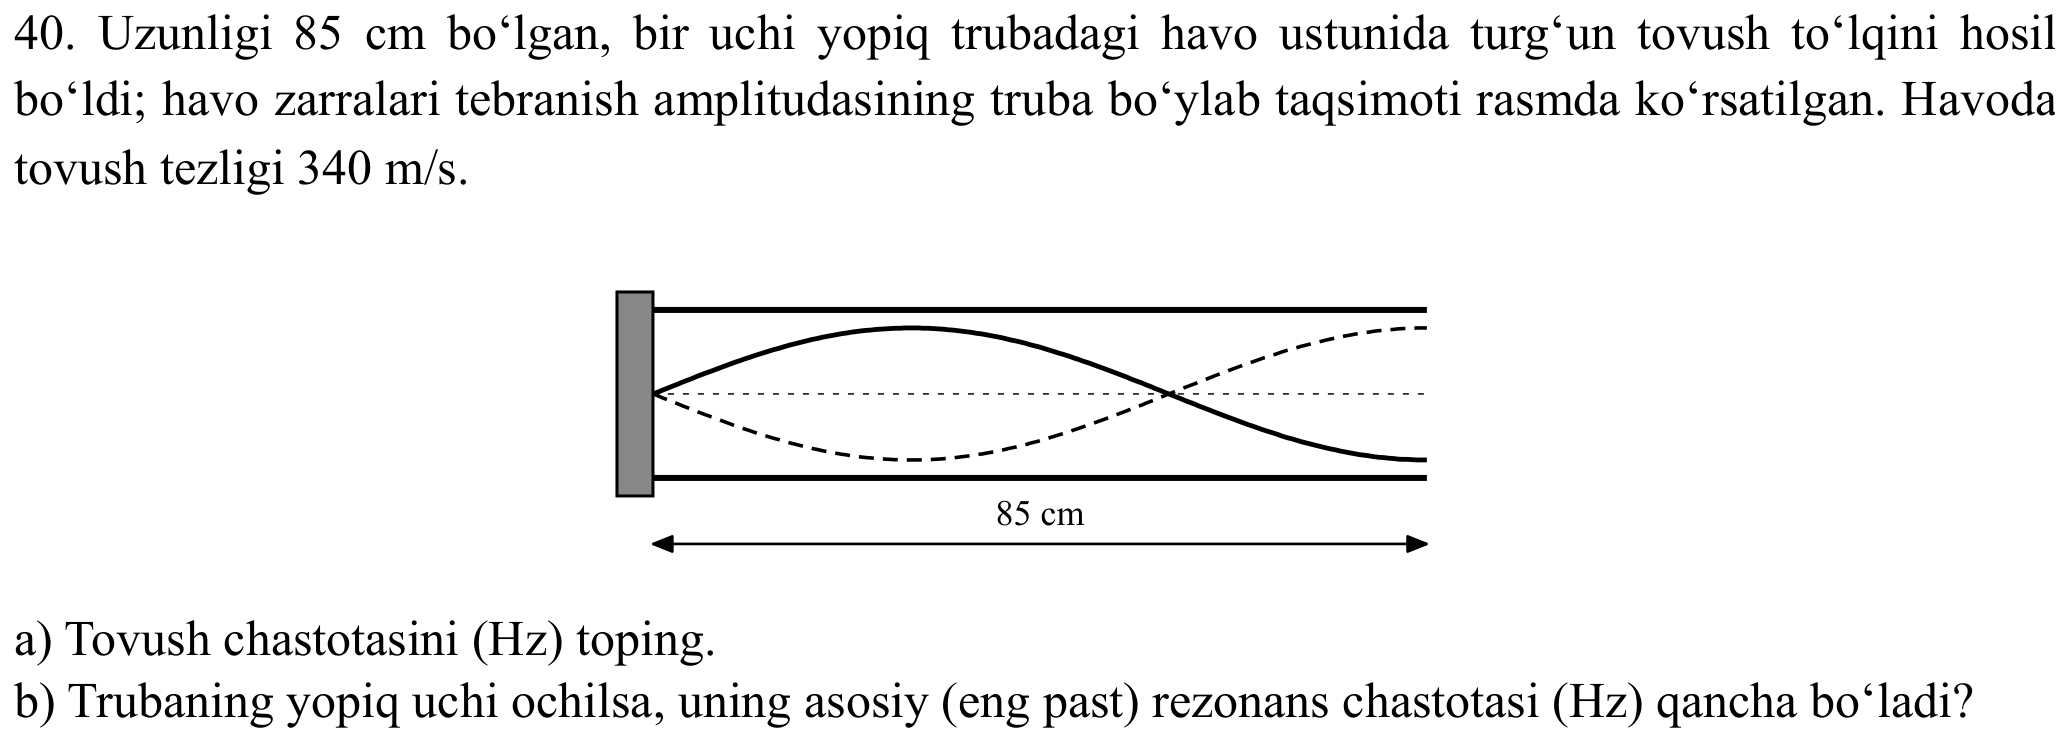 40. Uzunligi 85 cm bo‘lgan, bir uchi yopiq trubadagi havo ustunida turg‘un tovush to‘lqini hosil
bo‘ldi; havo zarralari tebranish amplitudasining truba bo‘ylab taqsimoti rasmda ko‘rsatilgan. Havoda
tovush tezligi 340 m/s.
85 cm
a) Tovush chastotasini (Hz) toping.
b) Trubaning yopiq uchi ochilsa, uning asosiy (eng past) rezonans chastotasi (Hz) qancha bo‘ladi?